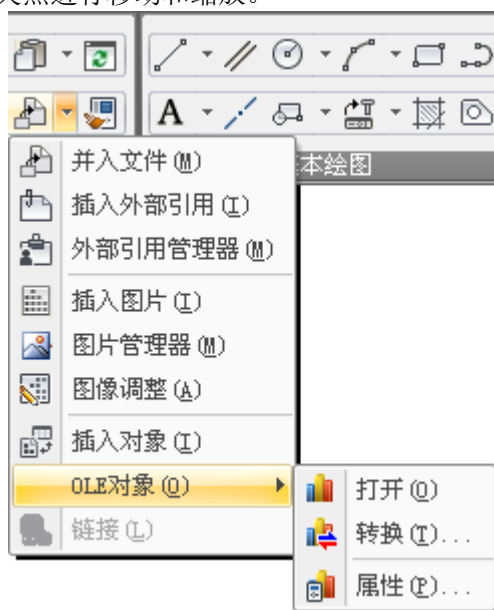 夹点进行移动和缩放。
A
本绘图
并入文件(M)
插入外部引用(I)
外部引用管理器(M)
插入图片(I)
图片管理器(M)
图像调整(A)
插入对象(I)
OLE对象(O)
链接(L)
打开(O)
转换(T)...
属性(P)...